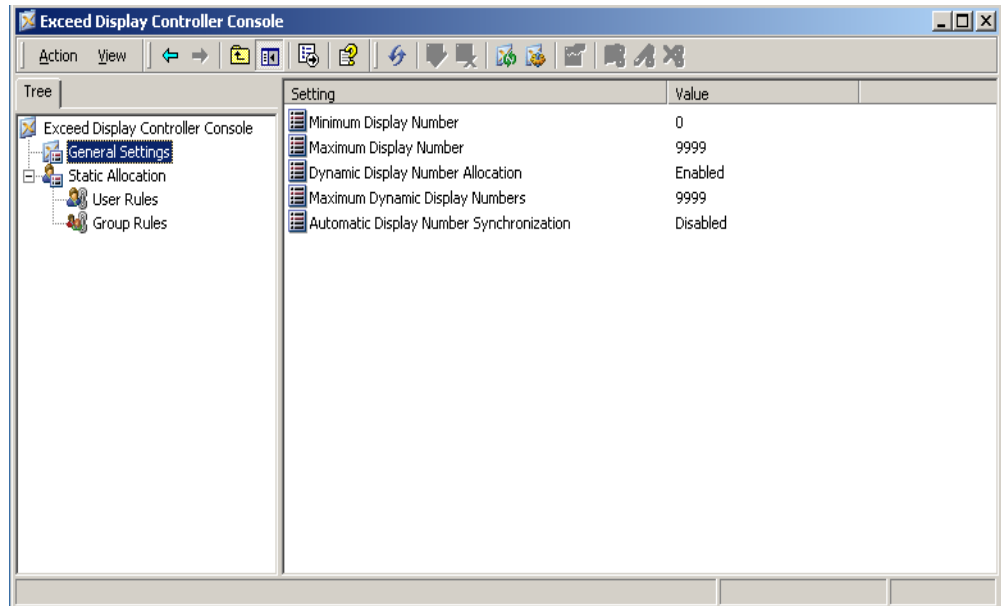 Exceed Display Controller Console
Action View
Tree
Setting Value
Exceed Display Controller Console
General Settings
Static Allocation
User Rules
Group Rules
Minimum Display Number 0
Maximum Display Number 9999
Dynamic Display Number Allocation Enabled
Maximum Dynamic Display Numbers 9999
Automatic Display Number Synchronization Disabled